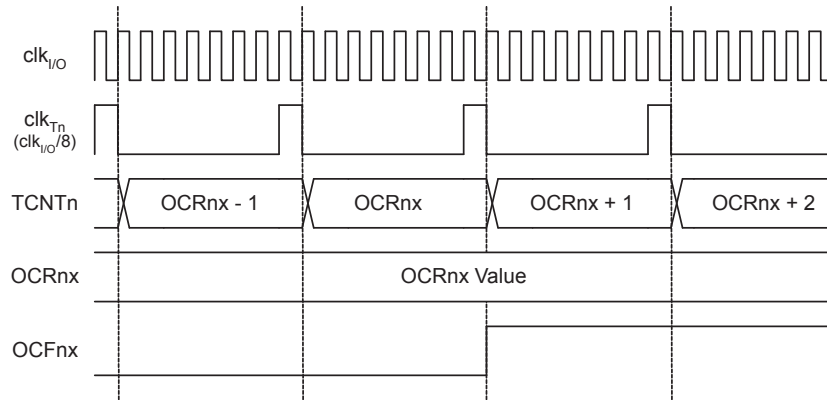 clkI/O
clkTn
(clkI/O/8)
TCNTn OCRnx - 1 OCRnx OCRnx + 1 OCRnx + 2
OCRnx OCRnx Value
OCFnx